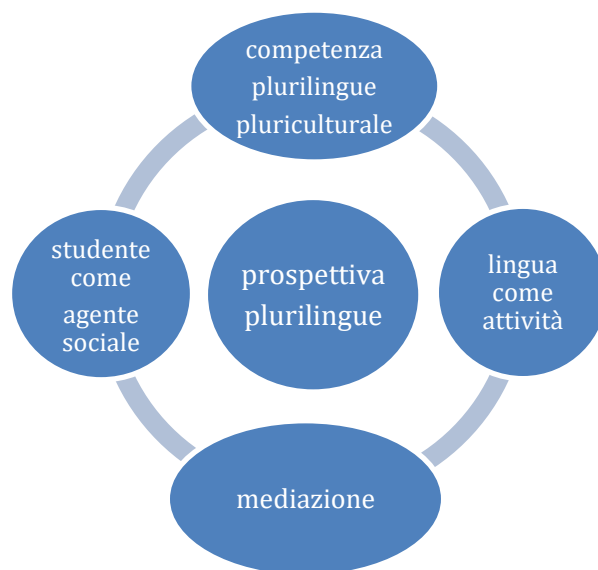 competenza
plurilingue
pluriculturale
studente
come
agente
sociale
prospettiva
plurilingue
lingua
come
attività
mediazione